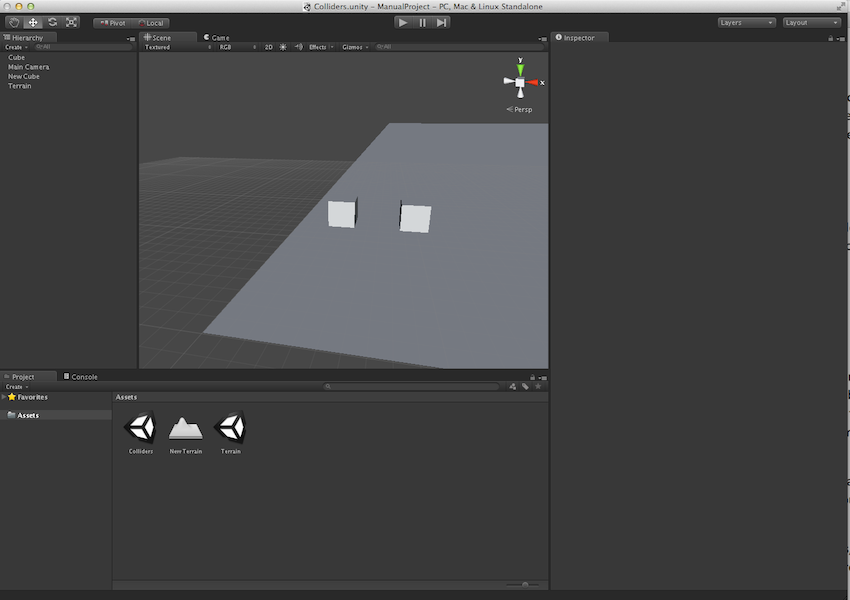 Colliders.unity – ManualProject – PC, Mac & Linux Standalone
Pivot Local Layers Layout
Hierarchy
Create All
Cube
Main Camera
New Cube
Terrain
Scene Game
Textured RGB 2D Effects Gizmos All
y
x
Persp
Inspector
Project Console
Create
Favorites
Assets
Assets
Colliders New Terrain Terrain